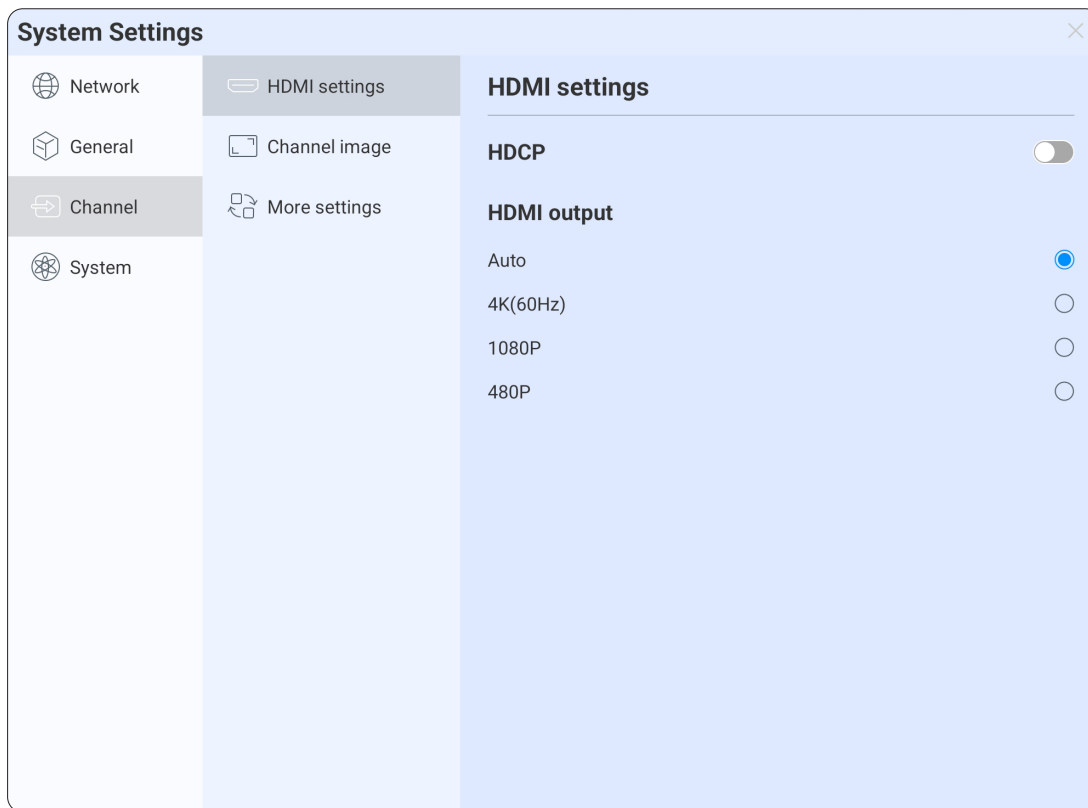 System Settings
Network
General
Channel
System
HDMI settings
Channel image
More settings
HDMI settings
HDCP
HDMI output
Auto
4K(60Hz)
1080P
480P